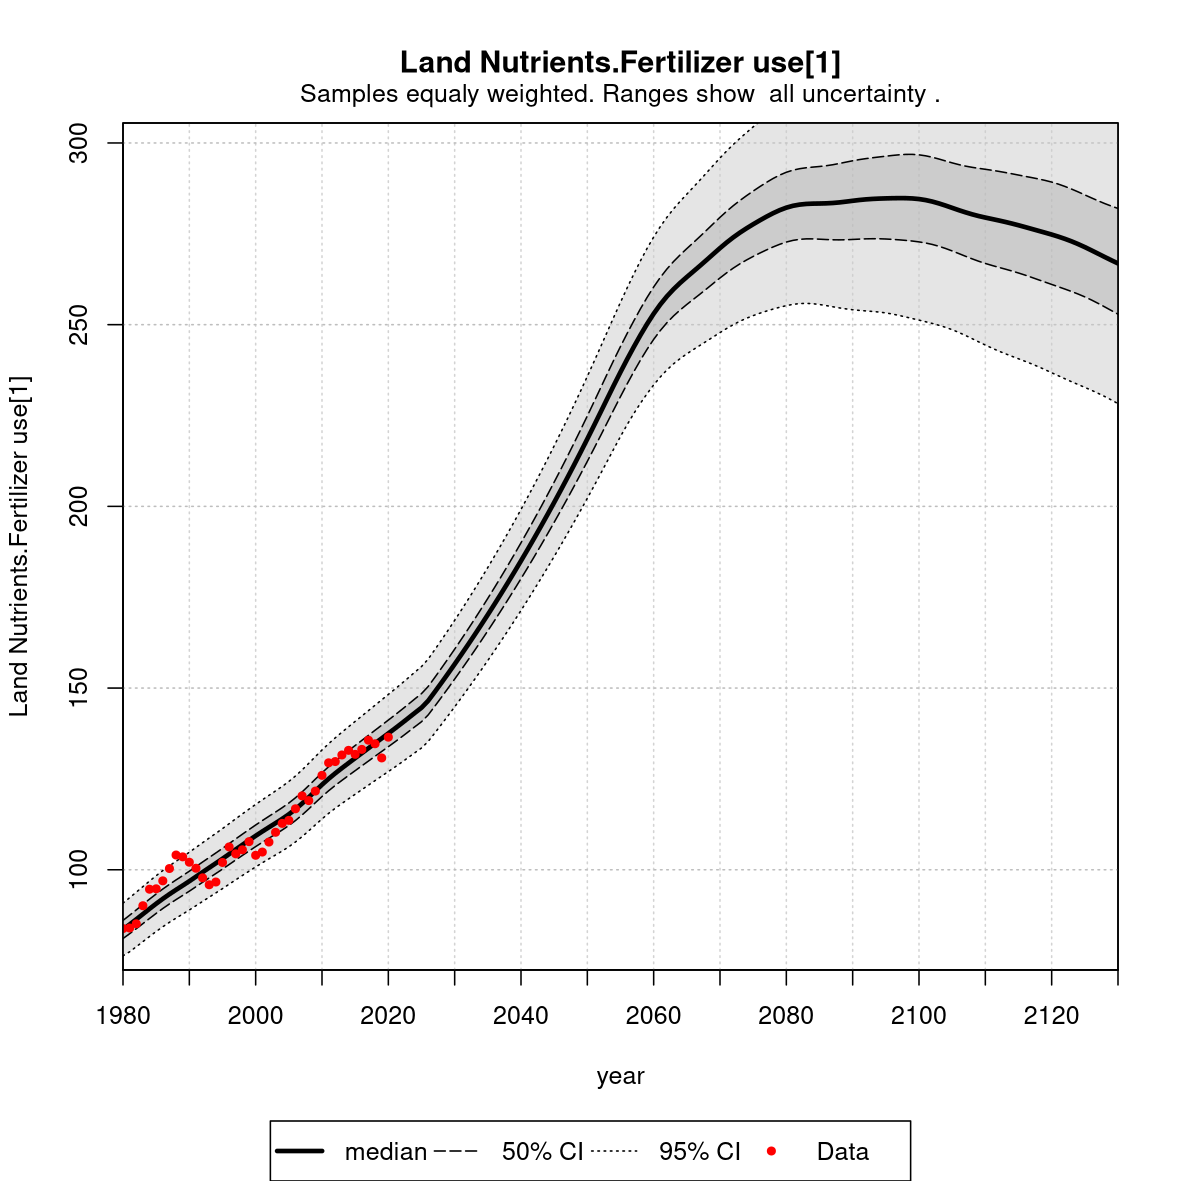 Land Nutrients.Fertilizer use[1]
Samples equaly weighted. Ranges show  all uncertainty .
Land Nutrients.Fertilizer use[1]
300
250
200
150
100
1980 2000 2020 2040 2060 2080 2100 2120
year
median 50% CI 95% CI Data